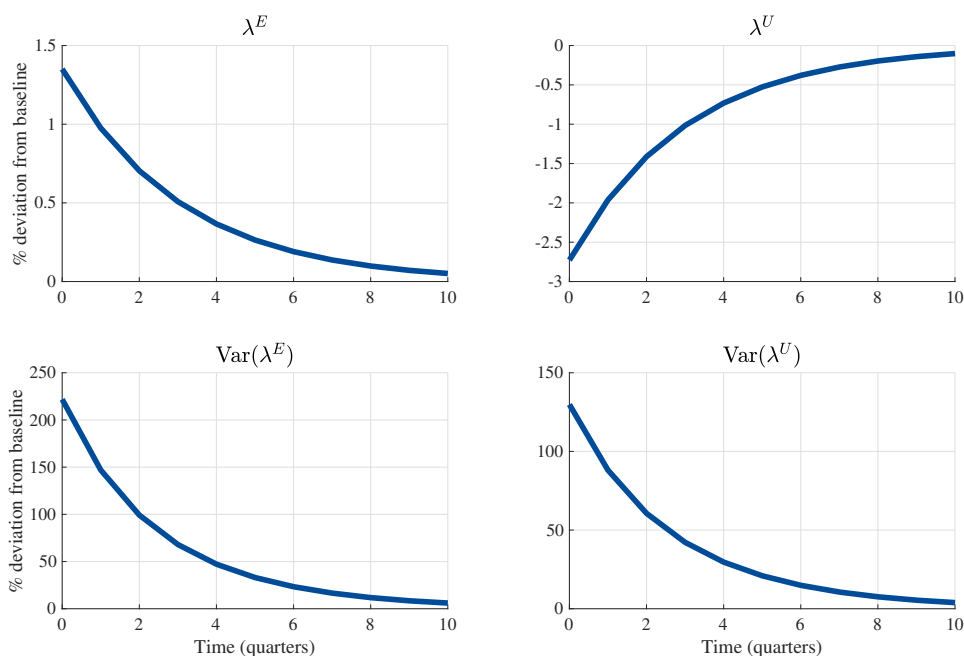 λ^E
% deviation from baseline
1.5
1
0.5
0
0 2 4 6 8 10
λ^U
0
-0.5
-1
-1.5
-2
-2.5
-3
0 2 4 6 8 10
Var(λ^E)
% deviation from baseline
250
200
150
100
50
0
0 2 4 6 8 10
Time (quarters)
Var(λ^U)
150
100
50
0
0 2 4 6 8 10
Time (quarters)